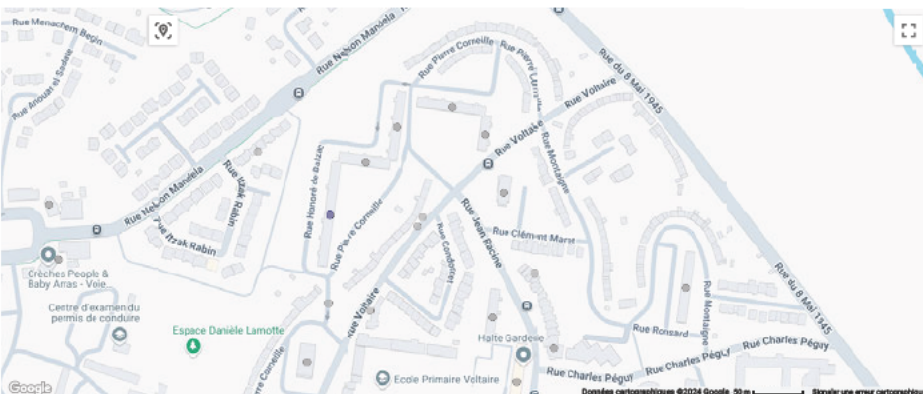 Rue Menachem Begin
Rue Anouar el Sadate
Rue Nelson Mandela
Rue Pierre Corneille
Rue Pierre Corneille
Rue du 8 Mai 1945
Rue Voltaire
Rue Voltaire
Rue Montaigne
Rue Honoré de Balzac
Rue Itzak Rabin
Rue Nelson Mandela
Rue Itzak Rabin
Rue Pierre Corneille
Rue Jean Racine
Rue Condorcet
Rue Clément Marot
Crèches People &
Baby Arras - Voie...
Centre d'examen du
permis de conduire
Espace Danièle Lamotte
Rue Voltaire
Rue Montaigne
Rue du 8 Mai 1945
Rue Ronsard
Halte Garderie
Rue Charles Péguy
Rue Charles Péguy
Rue Charles Péguy
Corneille
Ecole Primaire Voltaire
Google
Données cartographiques ©2024 Google
50 m
Signaler une erreur cartographique